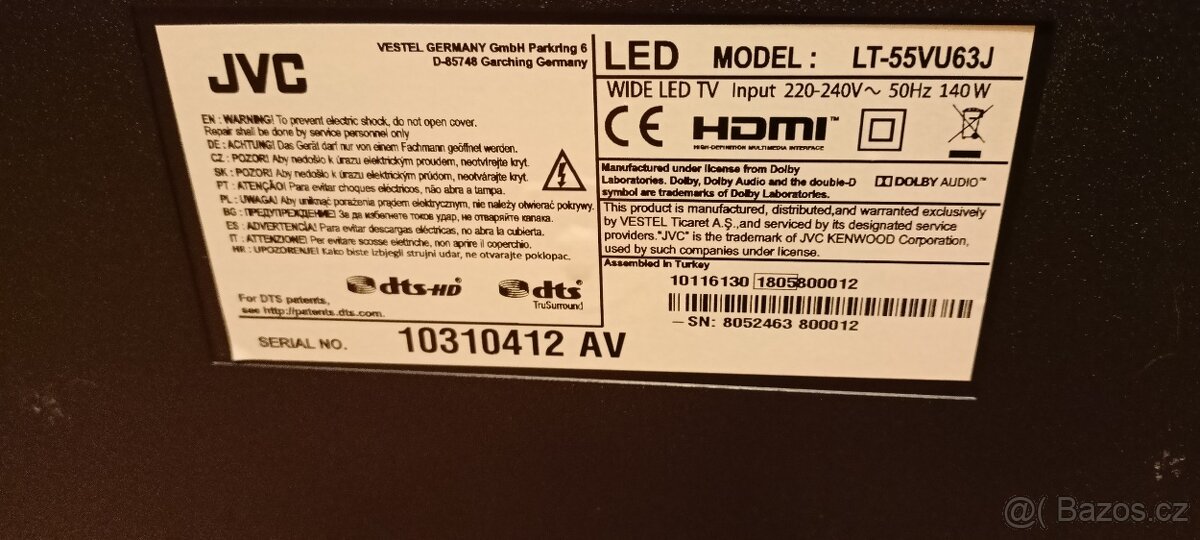 JVC
VESTEL GERMANY GmbH Parkring 6
D-85748 Garching Germany
EN : WARNING! To prevent electric shock, do not open cover.
Repair shall be done by service personnel only
DE : ACHTUNG! Das Gerät darf nur von einem Fachmann geöffnet werden.
CZ : POZOR! Aby nedošlo k úrazu elektrickým proudem, neotvírejte kryt.
SK : POZOR! Aby nedošlo k úrazu elektrickým prúdom, neotvárajte kryt.
PT : ATENÇÃO! Para evitar choques eléctricos, não abra a tampa.
PL : UWAGA! Aby uniknąć porażenia prądem elektrycznym, nie należy otwierać pokrywy.
BG : ПРЕДУПРЕЖДЕНИЕ! За да избегнете токов удар, не отваряйте капака.
ES : ADVERTENCIA! Para evitar descargas eléctricas, no abra la cubierta.
IT : ATTENZIONE! Per evitare scosse elettriche, non aprire il coperchio.
HR : UPOZORENJE! Kako biste izbjegli strujni udar, ne otvarajte poklopac.
dts-HD
dts
TruSurround
For DTS patents,
see http://patents.dts.com.
SERIAL NO. 10310412 AV
LED MODEL : LT-55VU63J
WIDE LED TV Input 220-240V~ 50Hz 140 W
CE HDMI™
HIGH-DEFINITION MULTIMEDIA INTERFACE
Manufactured under license from Dolby
Laboratories. Dolby, Dolby Audio and the double-D
symbol are trademarks of Dolby Laboratories.
DOLBY AUDIO™
This product is manufactured, distributed,and warranted exclusively
by VESTEL Ticaret A.Ş.,and serviced by its designated service
providers."JVC" is the trademark of JVC KENWOOD Corporation,
used by such companies under license.
Assembled In Turkey
10116130 1805800012
– SN: 8052463 800012
@( Bazos.cz